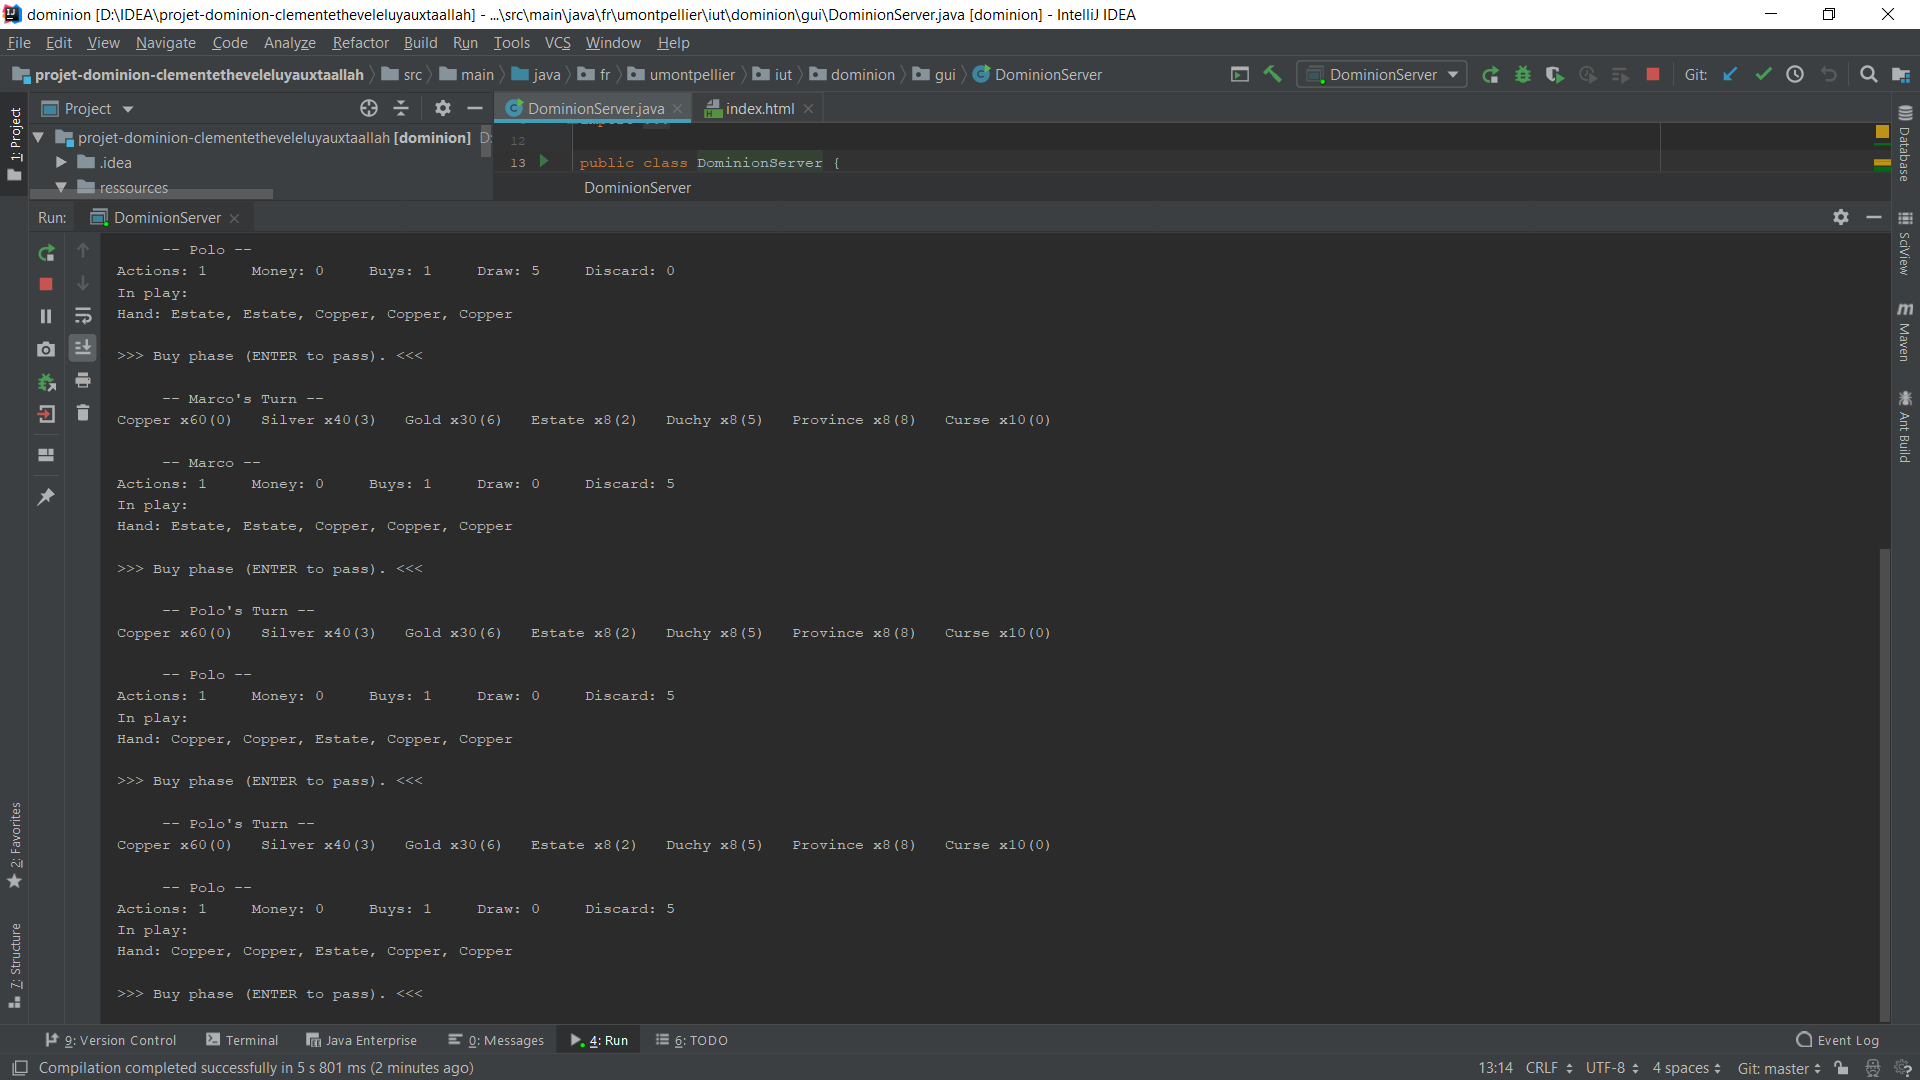 dominion [D:\IDEA\projet-dominion-clementetheveleluyauxtaallah] - ...\src\main\java\fr\umontpellier\iut\dominion\gui\DominionServer.java [dominion] - IntelliJ IDEA
File Edit View Navigate Code Analyze Refactor Build Run Tools VCS Window Help
projet-dominion-clementetheveleluyauxtaallah src main java fr umontpellier iut dominion gui DominionServer DominionServer Git:
1: Project
Project DominionServer.java index.html
projet-dominion-clementetheveleluyauxtaallah [dominion] D:
.idea
ressources
12
13 public class DominionServer {
DominionServer
Run: DominionServer
-- Polo --
Actions: 1 Money: 0 Buys: 1 Draw: 5 Discard: 0
In play:
Hand: Estate, Estate, Copper, Copper, Copper
>>> Buy phase (ENTER to pass). <<<
-- Marco's Turn --
Copper x60(0) Silver x40(3) Gold x30(6) Estate x8(2) Duchy x8(5) Province x8(8) Curse x10(0)
-- Marco --
Actions: 1 Money: 0 Buys: 1 Draw: 0 Discard: 5
In play:
Hand: Estate, Estate, Copper, Copper, Copper
>>> Buy phase (ENTER to pass). <<<
-- Polo's Turn --
Copper x60(0) Silver x40(3) Gold x30(6) Estate x8(2) Duchy x8(5) Province x8(8) Curse x10(0)
-- Polo --
Actions: 1 Money: 0 Buys: 1 Draw: 0 Discard: 5
In play:
Hand: Copper, Copper, Estate, Copper, Copper
>>> Buy phase (ENTER to pass). <<<
-- Polo's Turn --
Copper x60(0) Silver x40(3) Gold x30(6) Estate x8(2) Duchy x8(5) Province x8(8) Curse x10(0)
-- Polo --
Actions: 1 Money: 0 Buys: 1 Draw: 0 Discard: 5
In play:
Hand: Copper, Copper, Estate, Copper, Copper
>>> Buy phase (ENTER to pass). <<<
Database
SciView
Maven
Ant Build
2: Favorites
7: Structure
9: Version Control Terminal Java Enterprise 0: Messages 4: Run 6: TODO Event Log
Compilation completed successfully in 5 s 801 ms (2 minutes ago) 13:14 CRLF UTF-8 4 spaces Git: master